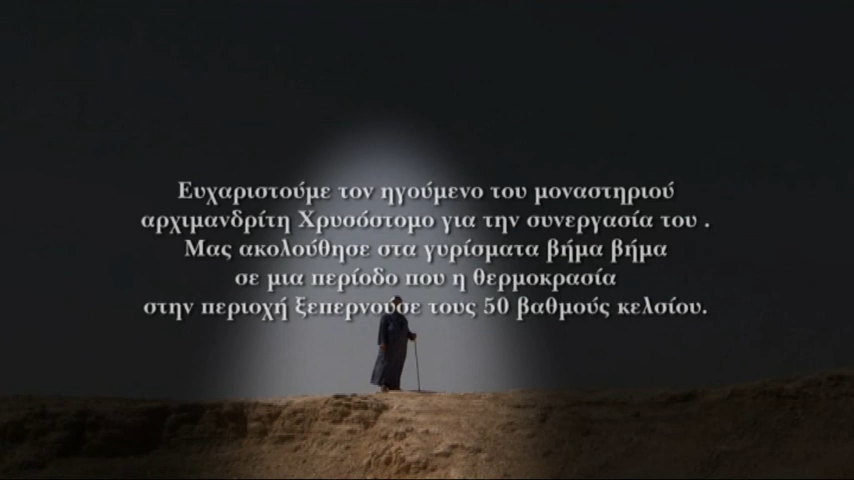 Ευχαριστούμε τον ηγούμενο του μοναστηριού
αρχιμανδρίτη Χρυσόστομο για την συνεργασία του .
Μας ακολούθησε στα γυρίσματα βήμα βήμα
σε μια περίοδο που η θερμοκρασία
στην περιοχή ξεπερνούσε τους 50 βαθμούς κελσίου.